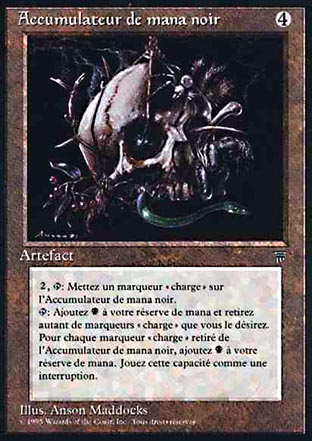 Accumulateur de mana noir 4
Artefact
2, : Mettez un marqueur «charge» sur
l'Accumulateur de mana noir.
: Ajoutez à votre réserve de mana et retirez
autant de marqueurs «charge» que vous le désirez.
Pour chaque marqueur «charge» retiré de
l'Accumulateur de mana noir, ajoutez à votre
réserve de mana. Jouez cette capacité comme une
interruption.
Illus. Anson Maddocks
© 1995 Wizards of the Coast, Inc. Tous droits réservés